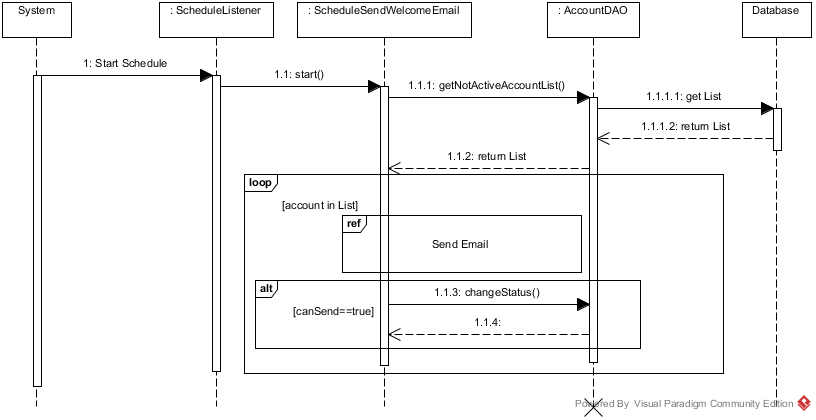 System
: ScheduleListener
: ScheduleSendWelcomeEmail
: AccountDAO
Database
1: Start Schedule
1.1: start()
1.1.1: getNotActiveAccountList()
1.1.1.1: get List
1.1.1.2: return List
1.1.2: return List
loop
[account in List]
ref
Send Email
alt
1.1.3: changeStatus()
[canSend==true]
1.1.4:
Powered By Visual Paradigm Community Edition